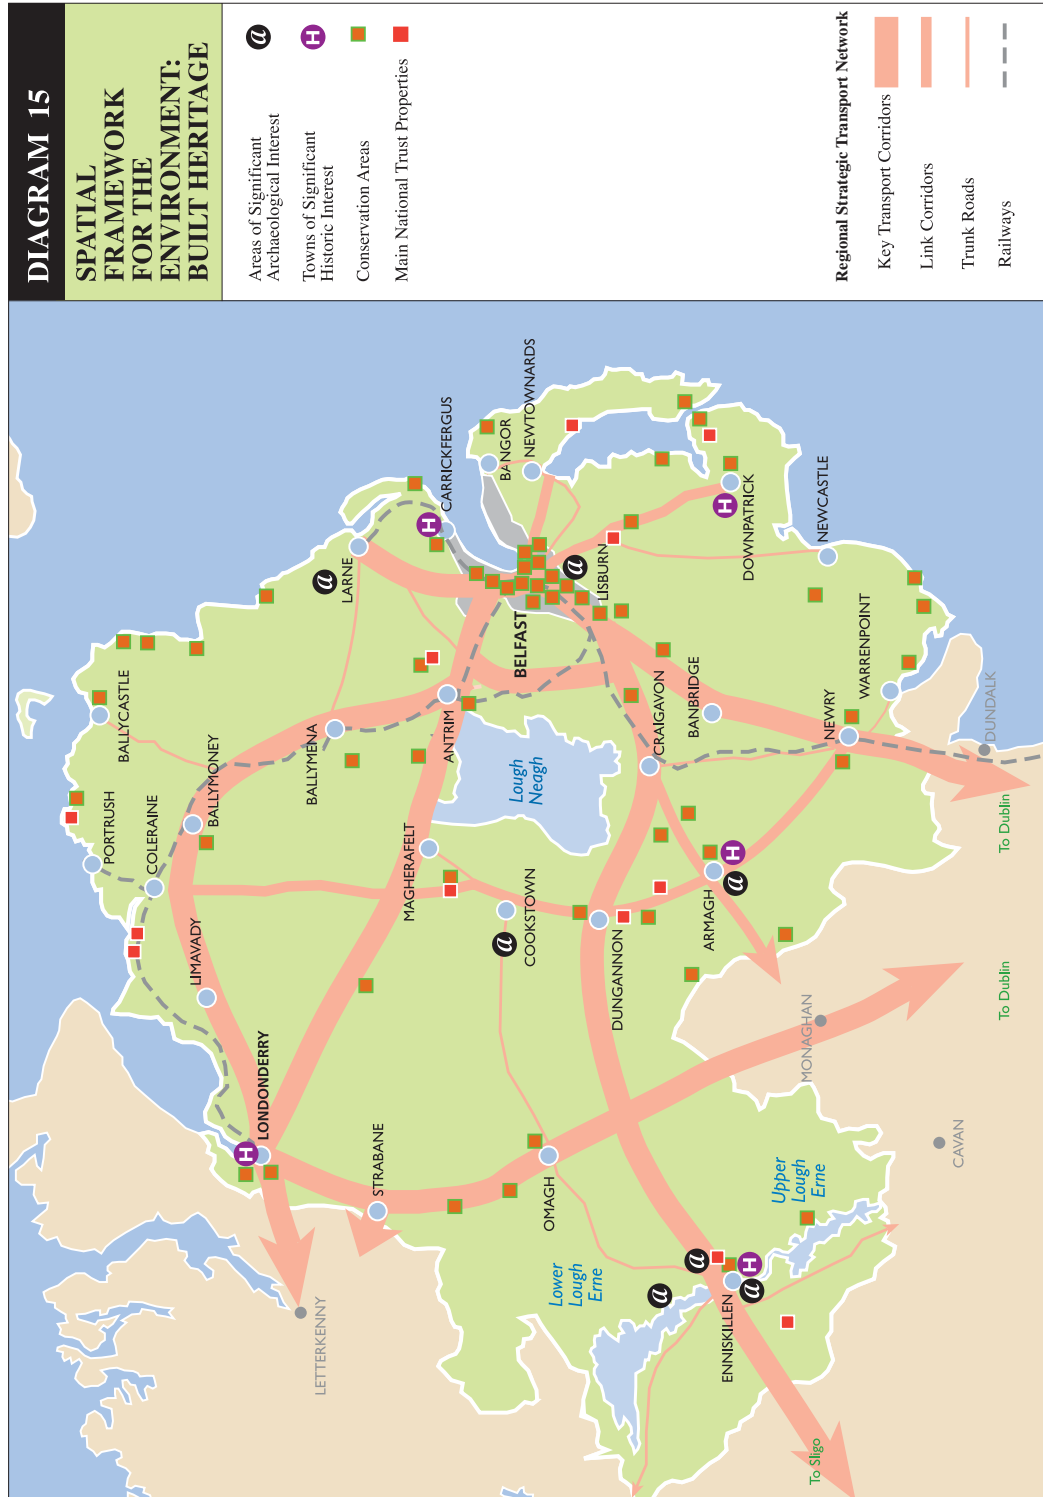 DIAGRAM 15
SPATIAL
FRAMEWORK
FOR THE
ENVIRONMENT:
BUILT HERITAGE
Areas of Significant
Archaeological Interest
a
Towns of Significant
Historic Interest
H
Conservation Areas
Main National Trust Properties
Regional Strategic Transport Network
Key Transport Corridors
Link Corridors
Trunk Roads
Railways
PORTRUSH
BALLYCASTLE
COLERAINE
BALLYMONEY
LIMAVADY
LONDONDERRY
H
LETTERKENNY
STRABANE
BALLYMENA
LARNE
a
CARRICKFERGUS
H
ANTRIM
MAGHERAFELT
BANGOR
NEWTOWNARDS
BELFAST
a
LISBURN
Lough
Neagh
COOKSTOWN
a
OMAGH
DUNGANNON
CRAIGAVON
BANBRIDGE
DOWNPATRICK
H
NEWCASTLE
ARMAGH
H
a
Lower
Lough
Erne
a
a
ENNISKILLEN
H
a
Upper
Lough
Erne
MONAGHAN
NEWRY
WARRENPOINT
DUNDALK
CAVAN
To Sligo
To Dublin
To Dublin